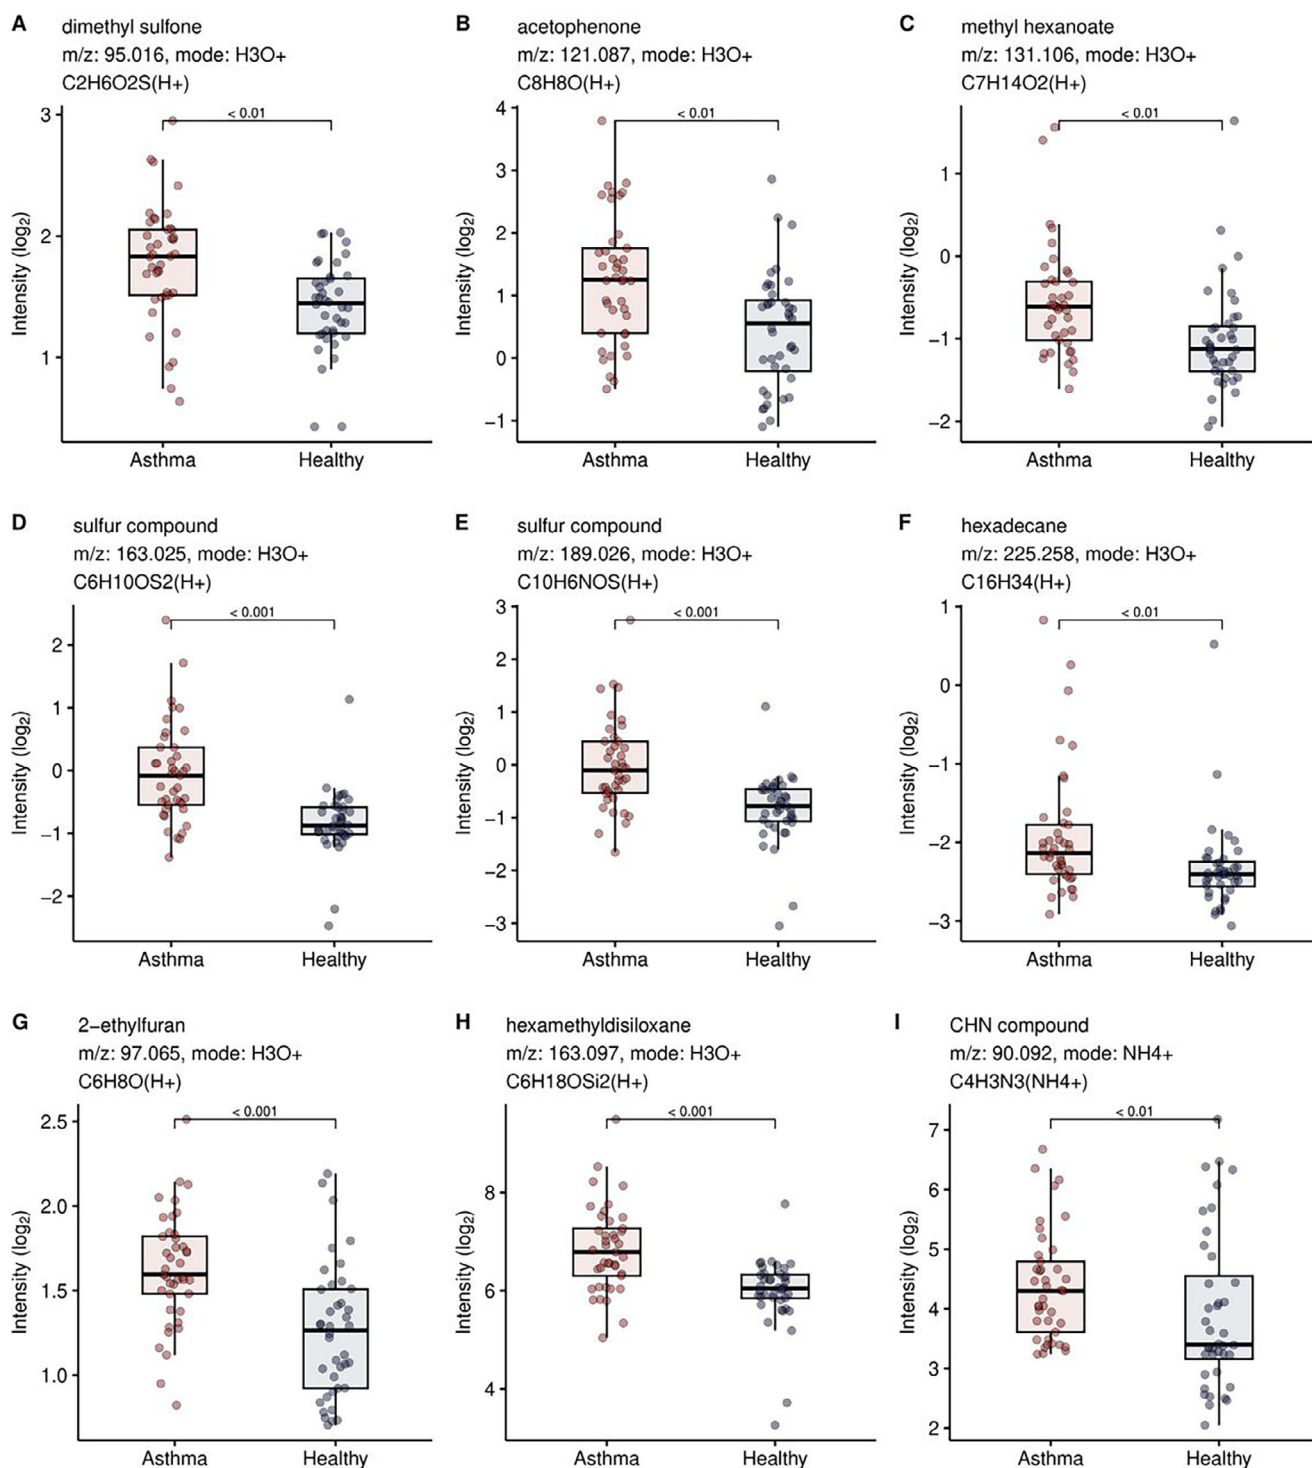 A dimethyl sulfone
m/z: 95.016, mode: H3O+
C2H6O2S(H+)
< 0.01
3
2
1
Intensity (log2)
Asthma Healthy
B acetophenone
m/z: 121.087, mode: H3O+
C8H8O(H+)
< 0.01
4
3
2
1
0
−1
Intensity (log2)
Asthma Healthy
C methyl hexanoate
m/z: 131.106, mode: H3O+
C7H14O2(H+)
< 0.01
1
0
−1
−2
Intensity (log2)
Asthma Healthy
D sulfur compound
m/z: 163.025, mode: H3O+
C6H10OS2(H+)
< 0.001
2
1
0
−1
−2
Intensity (log2)
Asthma Healthy
E sulfur compound
m/z: 189.026, mode: H3O+
C10H6NOS(H+)
< 0.001
3
2
1
0
−1
−2
−3
Intensity (log2)
Asthma Healthy
F hexadecane
m/z: 225.258, mode: H3O+
C16H34(H+)
< 0.01
1
0
−1
−2
−3
Intensity (log2)
Asthma Healthy
G 2−ethylfuran
m/z: 97.065, mode: H3O+
C6H8O(H+)
< 0.001
2.5
2.0
1.5
1.0
Intensity (log2)
Asthma Healthy
H hexamethyldisiloxane
m/z: 163.097, mode: H3O+
C6H18OSi2(H+)
< 0.001
8
6
4
Intensity (log2)
Asthma Healthy
I CHN compound
m/z: 90.092, mode: NH4+
C4H3N3(NH4+)
< 0.01
7
6
5
4
3
2
Intensity (log2)
Asthma Healthy